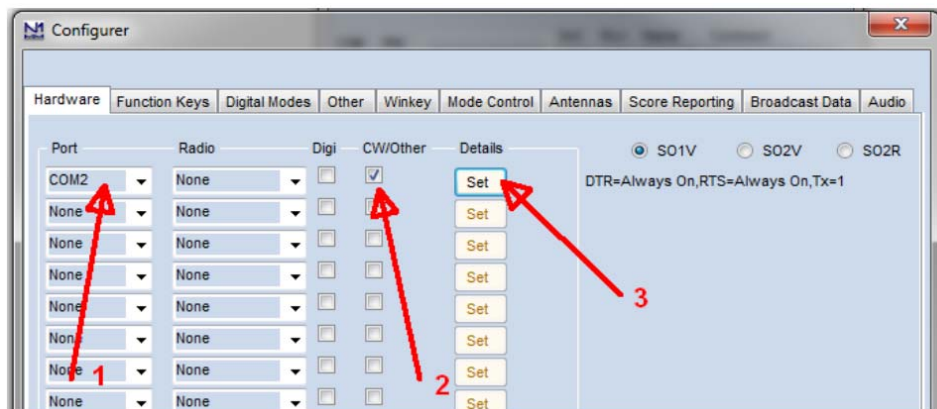 N1 MM Configurer X
Hardware Function Keys Digital Modes Other Winkey Mode Control Antennas Score Reporting Broadcast Data Audio
Port Radio Digi CW/Other Details SO1V SO2V SO2R
COM2 None Set DTR=Always On,RTS=Always On,Tx=1
None None Set
None None Set
None None Set
None None Set 3
None None Set
None None Set
1 2
None None Set